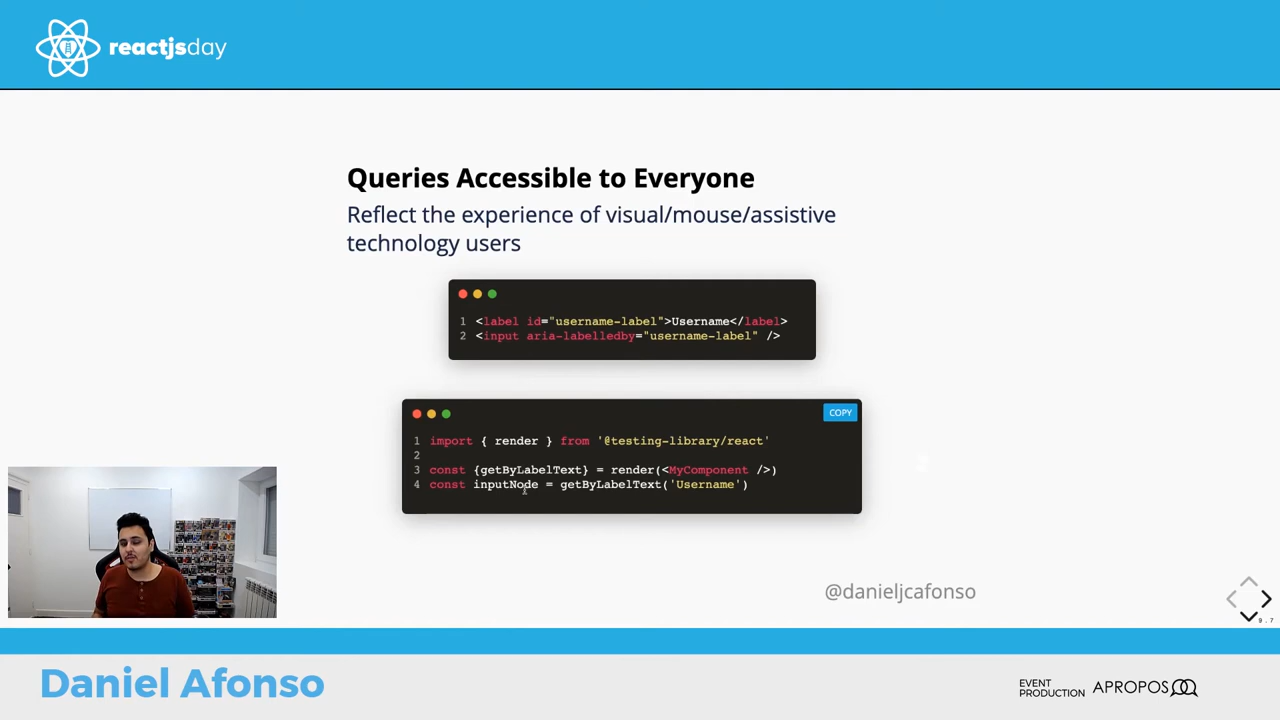 reactjsday
Queries Accessible to Everyone
Reflect the experience of visual/mouse/assistive
technology users
1 <label id="username-label">Username</label>
2 <input aria-labelledby="username-label" />
COPY
1 import { render } from '@testing-library/react'
2
3 const {getByLabelText} = render(<MyComponent />)
4 const inputNode = getByLabelText('Username')
@danieljcafonso
9.7
Daniel Afonso
EVENT
PRODUCTION
APROPOS